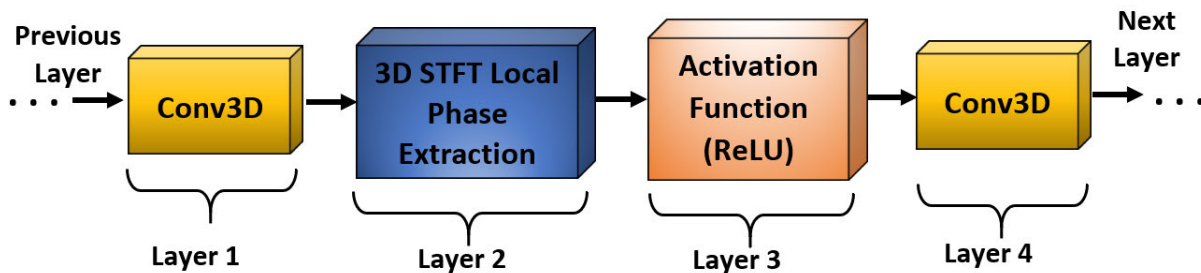 Previous
Layer
. . .
Conv3D
3D STFT Local
Phase
Extraction
Activation
Function
(ReLU)
Conv3D
Next
Layer
. . .
Layer 1
Layer 2
Layer 3
Layer 4